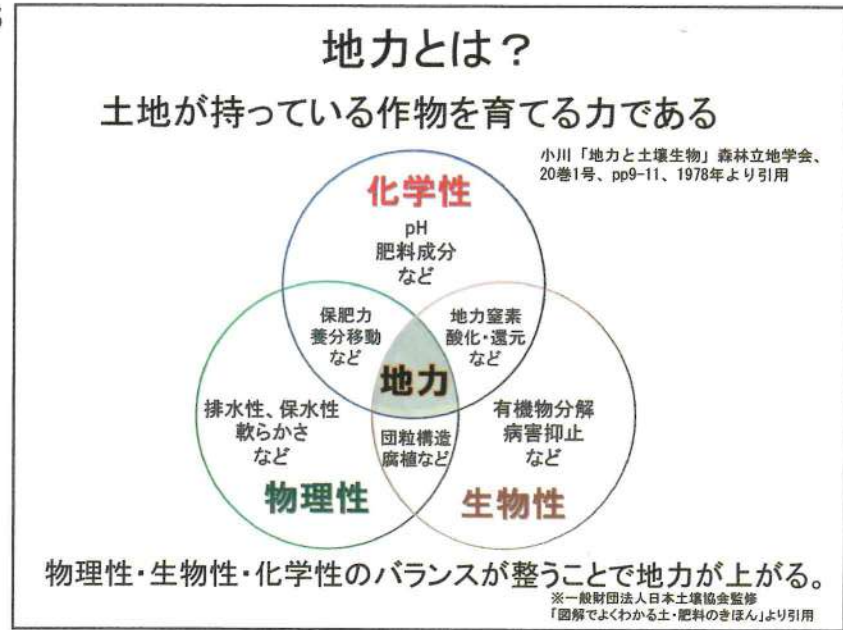 地力とは？
土地が持っている作物を育てる力である
小川「地力と土壌生物」森林立地学会、
20巻1号、pp9-11、1978年より引用
化学性
pH
肥料成分
など
保肥力
養分移動
など
地力窒素
酸化・還元
など
地力
排水性、保水性
軟らかさ
など
団粒構造
腐植など
有機物分解
病害抑止
など
物理性
生物性
物理性・生物性・化学性のバランスが整うことで地力が上がる。
※一般財団法人日本土壌協会監修
「図解でよくわかる土・肥料のきほん」より引用